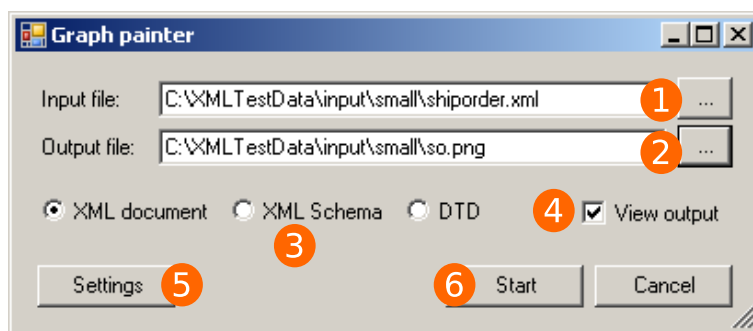 Graph painter
Input file: C:\XMLTestData\input\small\shiporder.xml 1 ...
Output file: C:\XMLTestData\input\small\so.png 2 ...
XML document XML Schema DTD 4 View output
3
Settings 5 6 Start Cancel